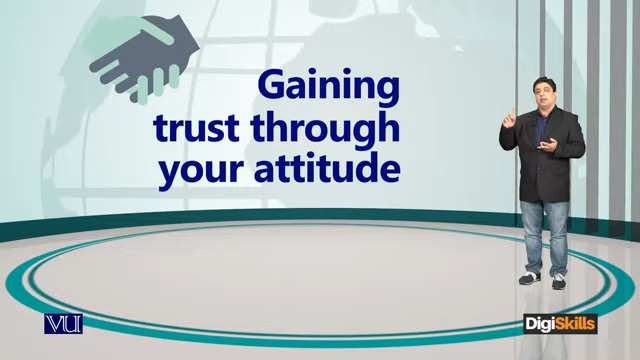 Gaining
trust through
your attitude
VU
DigiSkills